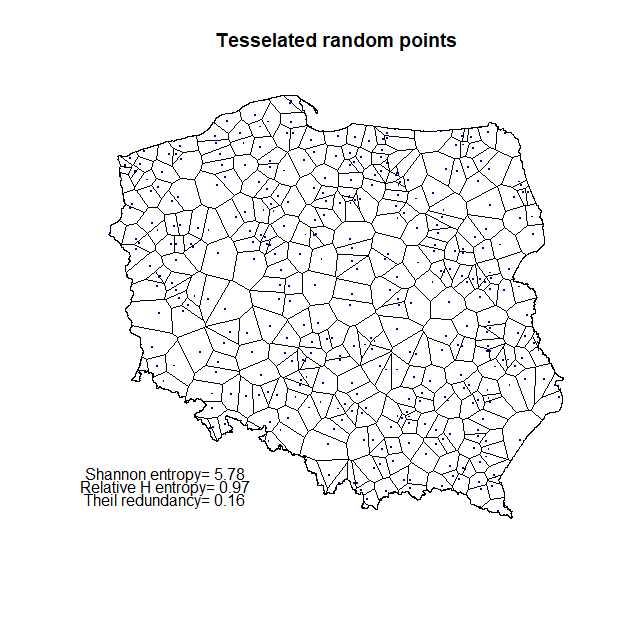 Tesselated random points
Shannon entropy= 5.78
Relative H entropy= 0.97
Theil redundancy= 0.16